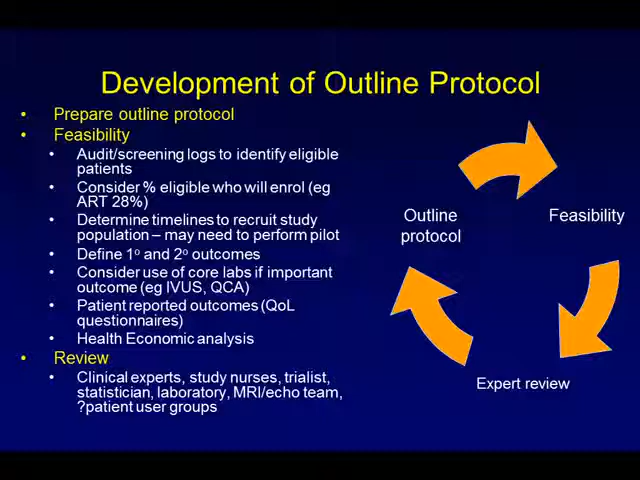 Development of Outline Protocol
• Prepare outline protocol
• Feasibility
• Audit/screening logs to identify eligible
patients
• Consider % eligible who will enrol (eg
ART 28%)
• Determine timelines to recruit study
population – may need to perform pilot
• Define 1º and 2º outcomes
• Consider use of core labs if important
outcome (eg IVUS, QCA)
• Patient reported outcomes (QoL
questionnaires)
• Health Economic analysis
• Review
• Clinical experts, study nurses, trialist,
statistician, laboratory, MRI/echo team,
?patient user groups
Outline
protocol
Feasibility
Expert review